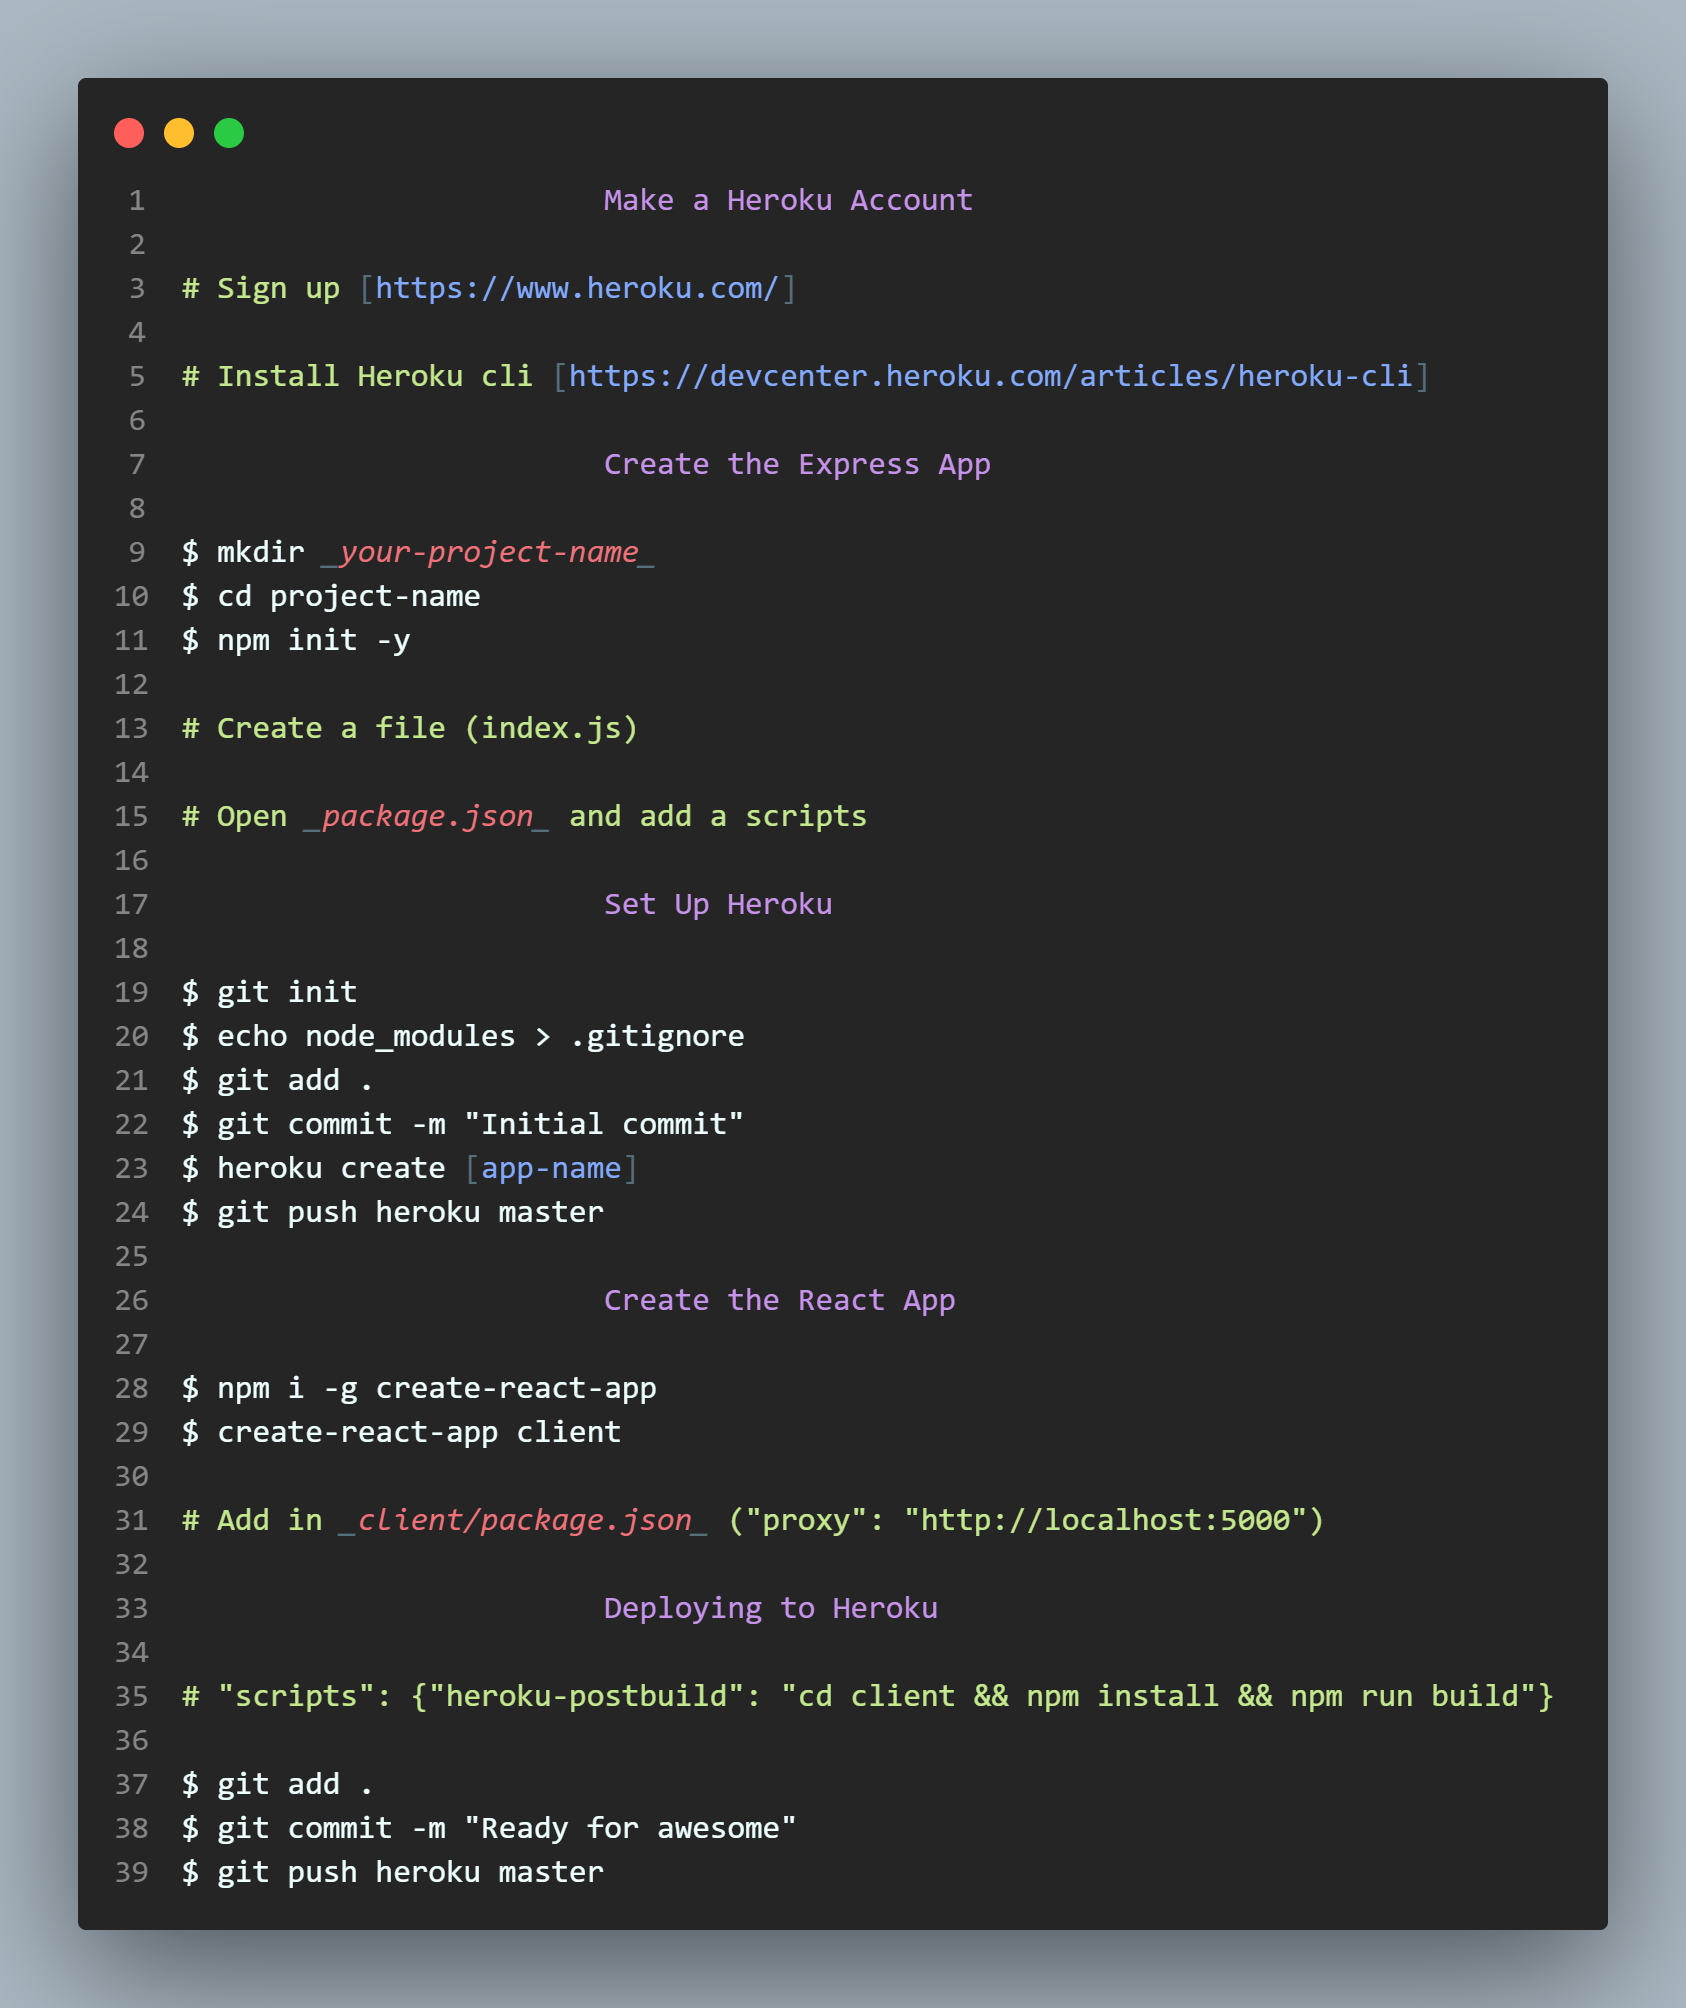 1 Make a Heroku Account
2
3 # Sign up [https://www.heroku.com/]
4
5 # Install Heroku cli [https://devcenter.heroku.com/articles/heroku-cli]
6
7 Create the Express App
8
9 $ mkdir _your-project-name_
10 $ cd project-name
11 $ npm init -y
12
13 # Create a file (index.js)
14
15 # Open _package.json_ and add a scripts
16
17 Set Up Heroku
18
19 $ git init
20 $ echo node_modules > .gitignore
21 $ git add .
22 $ git commit -m "Initial commit"
23 $ heroku create [app-name]
24 $ git push heroku master
25
26 Create the React App
27
28 $ npm i -g create-react-app
29 $ create-react-app client
30
31 # Add in _client/package.json_ ("proxy": "http://localhost:5000")
32
33 Deploying to Heroku
34
35 # "scripts": {"heroku-postbuild": "cd client && npm install && npm run build"}
36
37 $ git add .
38 $ git commit -m "Ready for awesome"
39 $ git push heroku master